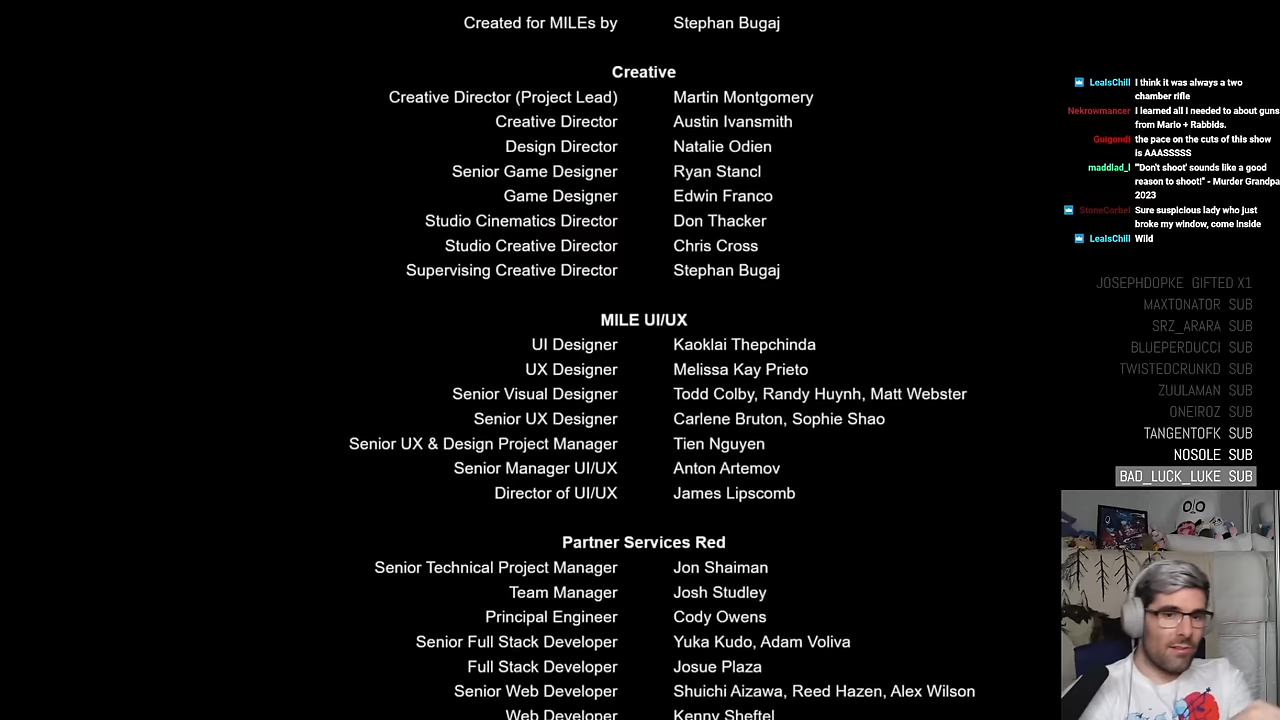 Created for MILEs by Stephan Bugaj
Creative
Creative Director (Project Lead) Martin Montgomery
Creative Director Austin Ivansmith
Design Director Natalie Odien
Senior Game Designer Ryan Stancl
Game Designer Edwin Franco
Studio Cinematics Director Don Thacker
Studio Creative Director Chris Cross
Supervising Creative Director Stephan Bugaj
MILE UI/UX
UI Designer Kaoklai Thepchinda
UX Designer Melissa Kay Prieto
Senior Visual Designer Todd Colby, Randy Huynh, Matt Webster
Senior UX Designer Carlene Bruton, Sophie Shao
Senior UX & Design Project Manager Tien Nguyen
Senior Manager UI/UX Anton Artemov
Director of UI/UX James Lipscomb
Partner Services Red
Senior Technical Project Manager Jon Shaiman
Team Manager Josh Studley
Principal Engineer Cody Owens
Senior Full Stack Developer Yuka Kudo, Adam Voliva
Full Stack Developer Josue Plaza
Senior Web Developer Shuichi Aizawa, Reed Hazen, Alex Wilson
Web Developer Kenny Sheftel
LealsChill I think it was always a two
chamber rifle
Nekrowmancer I learned all I needed to about guns
from Mario + Rabbids.
Guigondi the pace on the cuts of this show
is AAASSSSS
maddlad_l "'Don't shoot' sounds like a good
reason to shoot!" - Murder Grandpa
2023
StoneCorbel Sure suspicious lady who just
broke my window, come inside
LealsChill Wild
JOSEPHDOPKE GIFTED X1
MAXTONATOR SUB
SRZ_ARARA SUB
BLUEPERDUCCI SUB
TWISTEDCRUNKD SUB
ZUULAMAN SUB
ONEIROZ SUB
TANGENTOFK SUB
NOSOLE SUB
BAD_LUCK_LUKE SUB